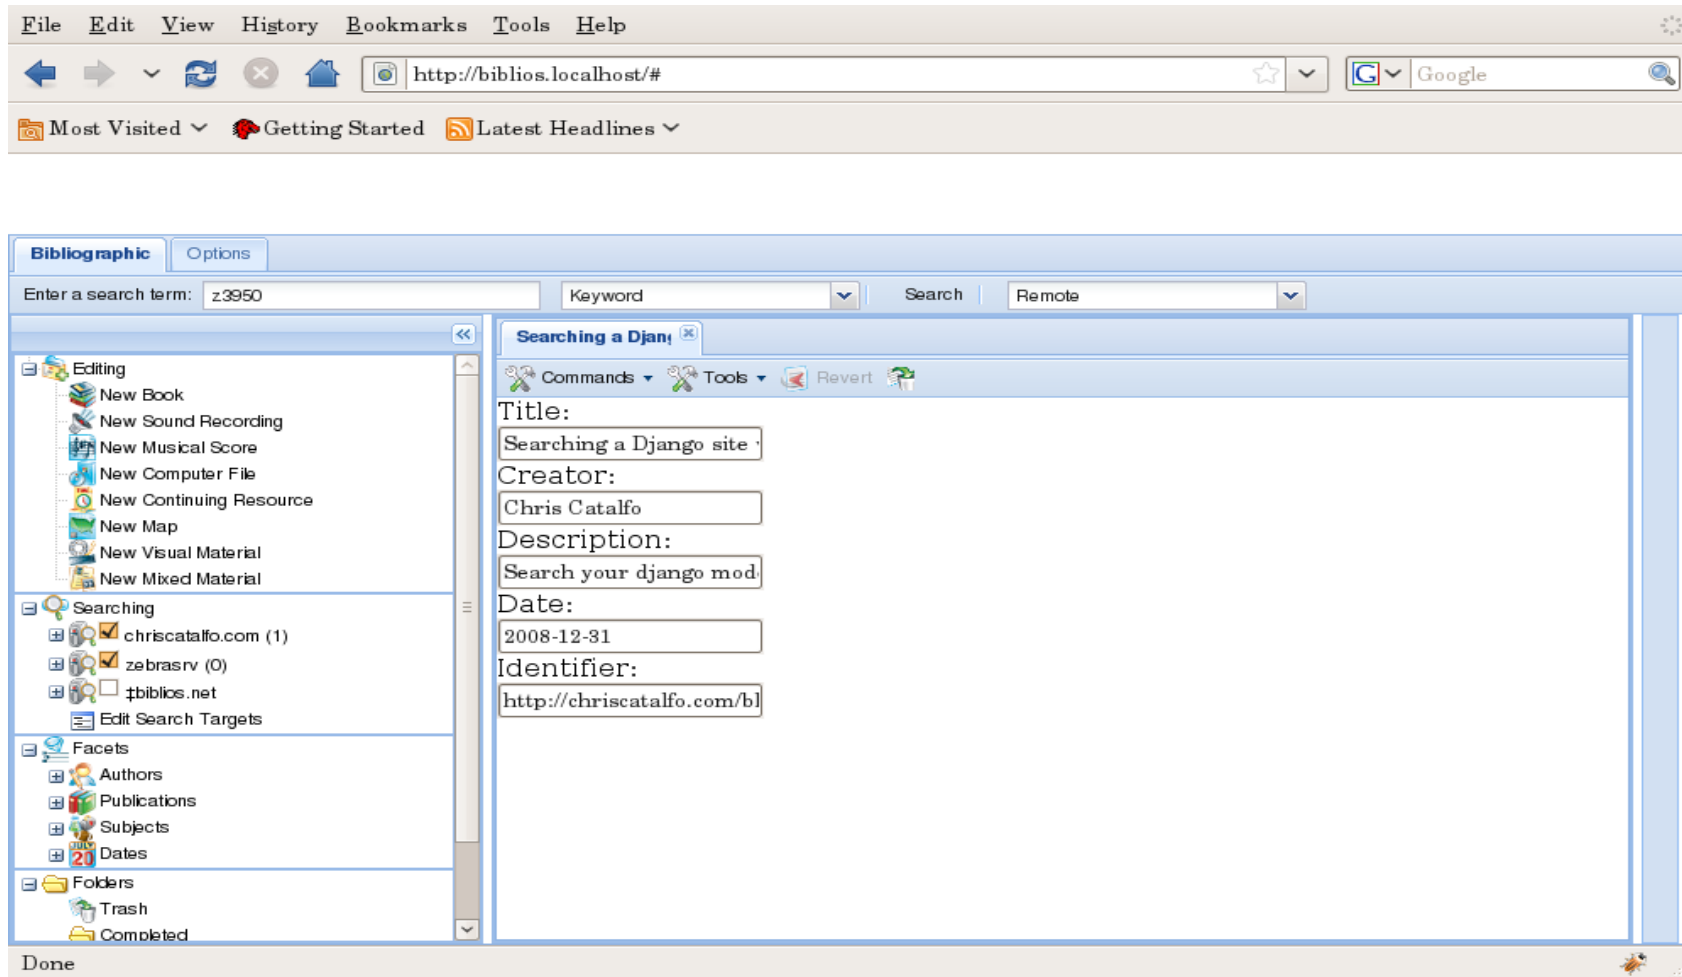 File Edit View History Bookmarks Tools Help
http://biblios.localhost/# G Google
Most Visited Getting Started Latest Headlines
Bibliographic Options
Enter a search term: z3950 Keyword Search Remote
Searching a Djan
Editing
New Book
New Sound Recording
New Musical Score
New Computer File
New Continuing Resource
New Map
New Visual Material
New Mixed Material
Searching
chriscatalfo.com (1)
zebrasrv (0)
‡biblios.net
Edit Search Targets
Facets
Authors
Publications
Subjects
JULY 20 Dates
Folders
Trash
Completed
Commands Tools Revert
Title:
Searching a Django site
Creator:
Chris Catalfo
Description:
Search your django mod
Date:
2008-12-31
Identifier:
http://chriscatalfo.com/bl
Done